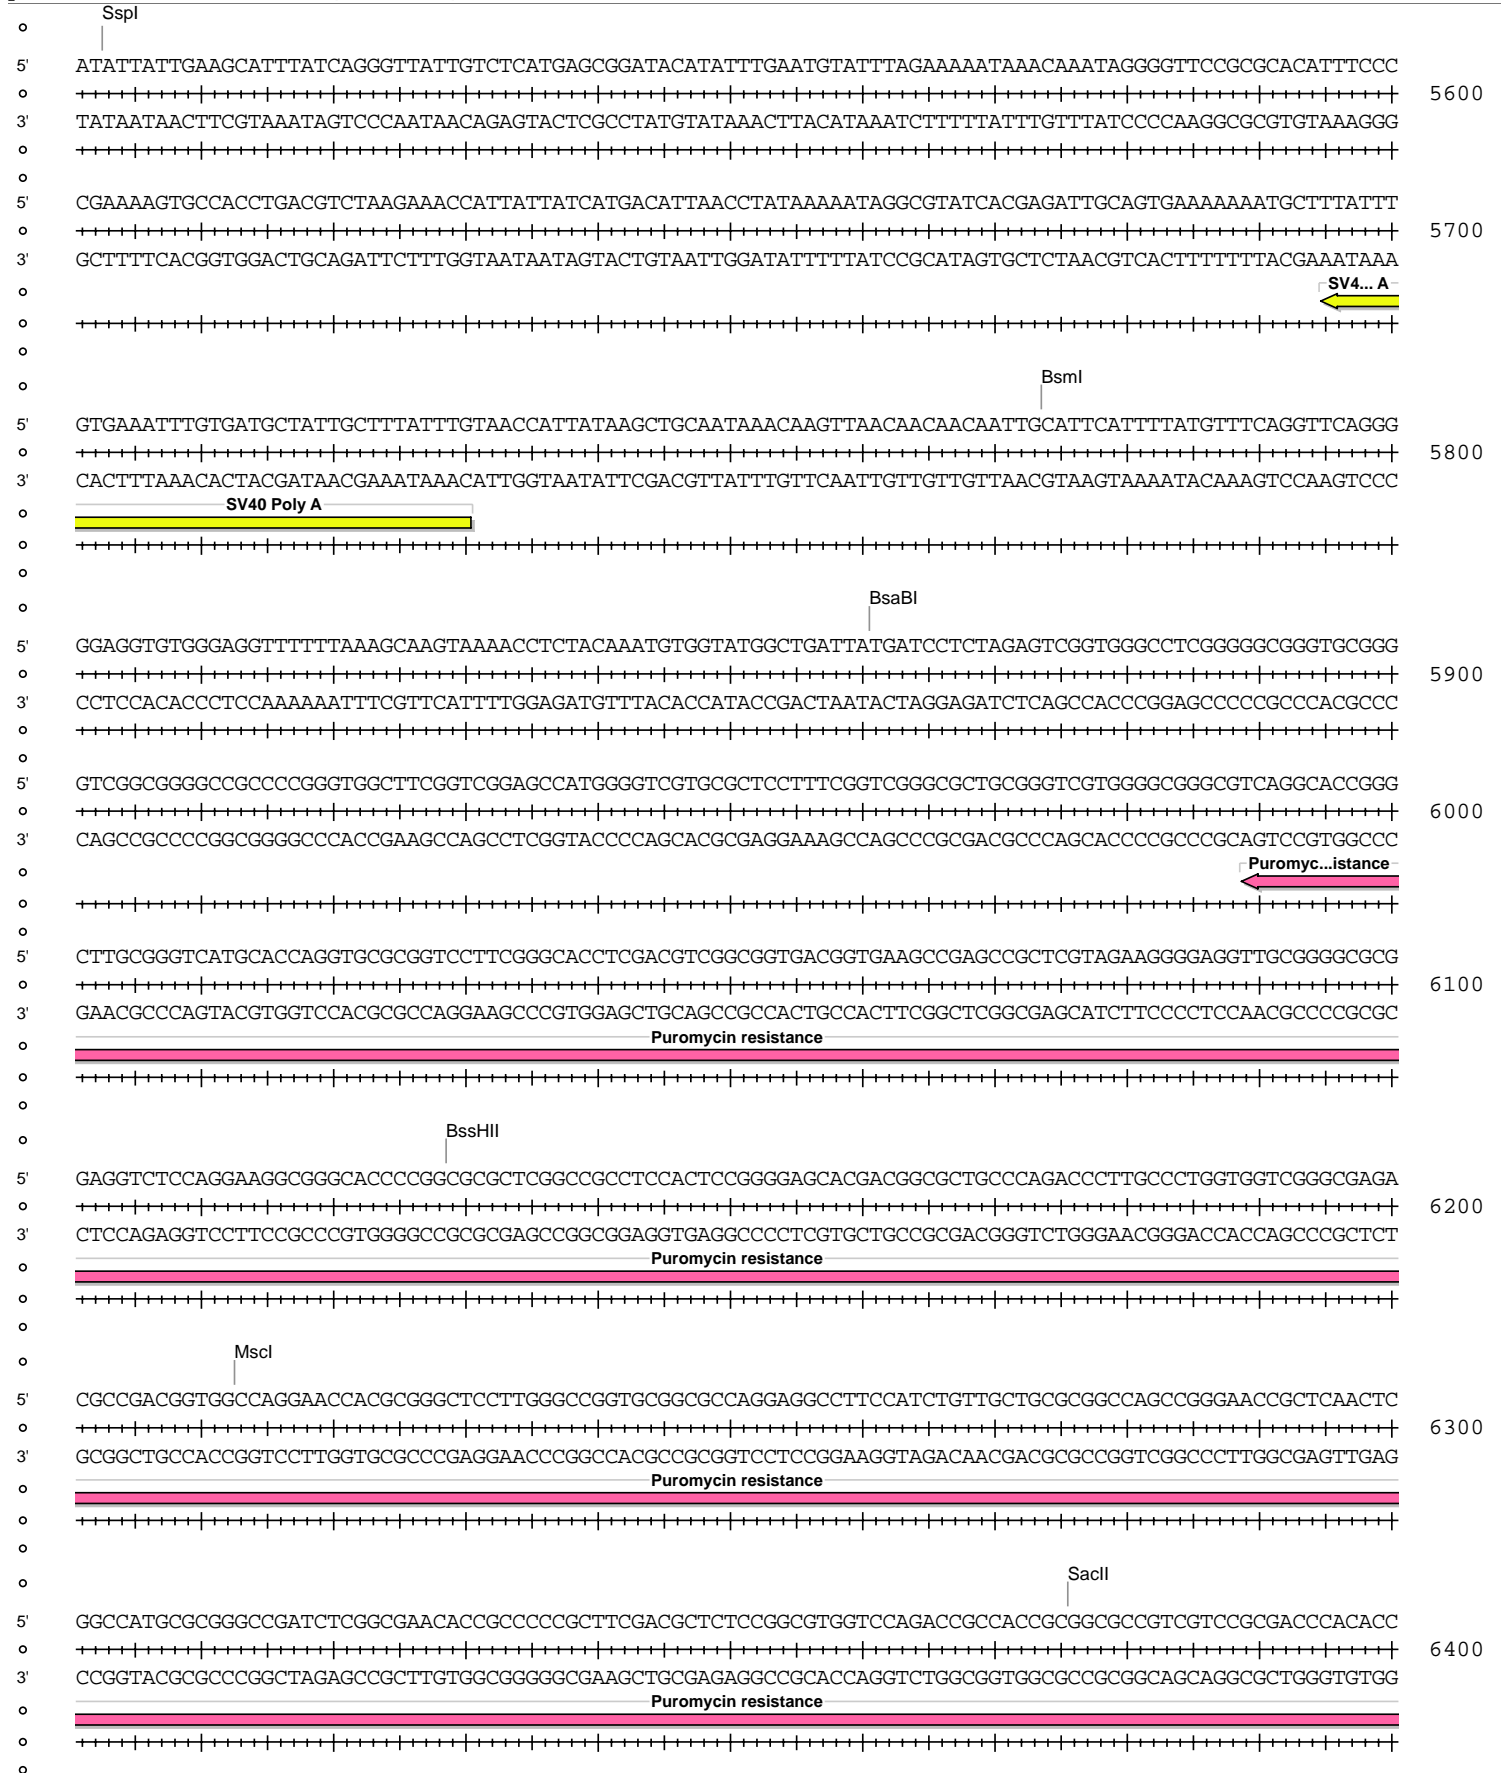 SspI
5' ATATTATTGAAGCATTTATCAGGGTTATTGTCTCATGAGCGGATACATATTTGAATGTATTTAGAAAAATAAACAAATAGGGGTTCCGCGCACATTTCCC
5600
3' TATAATAACTTCGTAAATAGTCCCAATAACAGAGTACTCGCCTATGTATAAACTTACATAAATCTTTTTATTTGTTTATCCCCAAGGCGCGTGTAAAGGG
5' CGAAAAGTGCCACCTGACGTCTAAGAAACCATTATTATCATGACATTAACCTATAAAAATAGGCGTATCACGAGATTGCAGTGAAAAAAATGCTTTATTT
5700
3' GCTTTTCACGGTGGACTGCAGATTCTTTGGTAATAATAGTACTGTAATTGGATATTTTTATCCGCATAGTGCTCTAACGTCACTTTTTTTACGAAATAAA
SV4... A
BsmI
5' GTGAAATTTGTGATGCTATTGCTTTATTTGTAACCATTATAAGCTGCAATAAACAAGTTAACAACAACAATTGCATTCATTTTATGTTTCAGGTTCAGGG
5800
3' CACTTTAAACACTACGATAACGAAATAAACATTGGTAATATTCGACGTTATTTGTTCAATTGTTGTTGTTAACGTAAGTAAAATACAAAGTCCAAGTCCC
SV40 Poly A
BsaBI
5' GGAGGTGTGGGAGGTTTTTTAAAGCAAGTAAAACCTCTACAAATGTGGTATGGCTGATTATGATCCTCTAGAGTCGGTGGGCCTCGGGGGCGGGTGCGGG
5900
3' CCTCCACACCCTCCAAAAAATTTCGTTCATTTTGGAGATGTTTACACCATACCGACTAATACTAGGAGATCTCAGCCACCCGGAGCCCCCGCCCACGCCC
5' GTCGGCGGGGCCGCCCCGGGTGGCTTCGGTCGGAGCCATGGGGTCGTGCGCTCCTTTCGGTCGGGCGCTGCGGGTCGTGGGGCGGGCGTCAGGCACCGGG
6000
3' CAGCCGCCCCGGCGGGGCCCACCGAAGCCAGCCTCGGTACCCCAGCACGCGAGGAAAGCCAGCCCGCGACGCCCAGCACCCCGCCCGCAGTCCGTGGCCC
Puromyc...istance
5' CTTGCGGGTCATGCACCAGGTGCGCGGTCCTTCGGGCACCTCGACGTCGGCGGTGACGGTGAAGCCGAGCCGCTCGTAGAAGGGGAGGTTGCGGGGCGCG
6100
3' GAACGCCCAGTACGTGGTCCACGCGCCAGGAAGCCCGTGGAGCTGCAGCCGCCACTGCCACTTCGGCTCGGCGAGCATCTTCCCCTCCAACGCCCCGCGC
Puromycin resistance
BssHII
5' GAGGTCTCCAGGAAGGCGGGCACCCCGGCGCGCTCGGCCGCCTCCACTCCGGGGAGCACGACGGCGCTGCCCAGACCCTTGCCCTGGTGGTCGGGCGAGA
6200
3' CTCCAGAGGTCCTTCCGCCCGTGGGGCCGCGCGAGCCGGCGGAGGTGAGGCCCCTCGTGCTGCCGCGACGGGTCTGGGAACGGGACCACCAGCCCGCTCT
Puromycin resistance
MscI
5' CGCCGACGGTGGCCAGGAACCACGCGGGCTCCTTGGGCCGGTGCGGCGCCAGGAGGCCTTCCATCTGTTGCTGCGCGGCCAGCCGGGAACCGCTCAACTC
6300
3' GCGGCTGCCACCGGTCCTTGGTGCGCCCGAGGAACCCGGCCACGCCGCGGTCCTCCGGAAGGTAGACAACGACGCGCCGGTCGGCCCTTGGCGAGTTGAG
Puromycin resistance
SacII
5' GGCCATGCGCGGGCCGATCTCGGCGAACACCGCCCCCGCTTCGACGCTCTCCGGCGTGGTCCAGACCGCCACCGCGGCGCCGTCGTCCGCGACCCACACC
6400
3' CCGGTACGCGCCCGGCTAGAGCCGCTTGTGGCGGGGGCGAAGCTGCGAGAGGCCGCACCAGGTCTGGCGGTGGCGCCGCGGCAGCAGGCGCTGGGTGTGG
Puromycin resistance